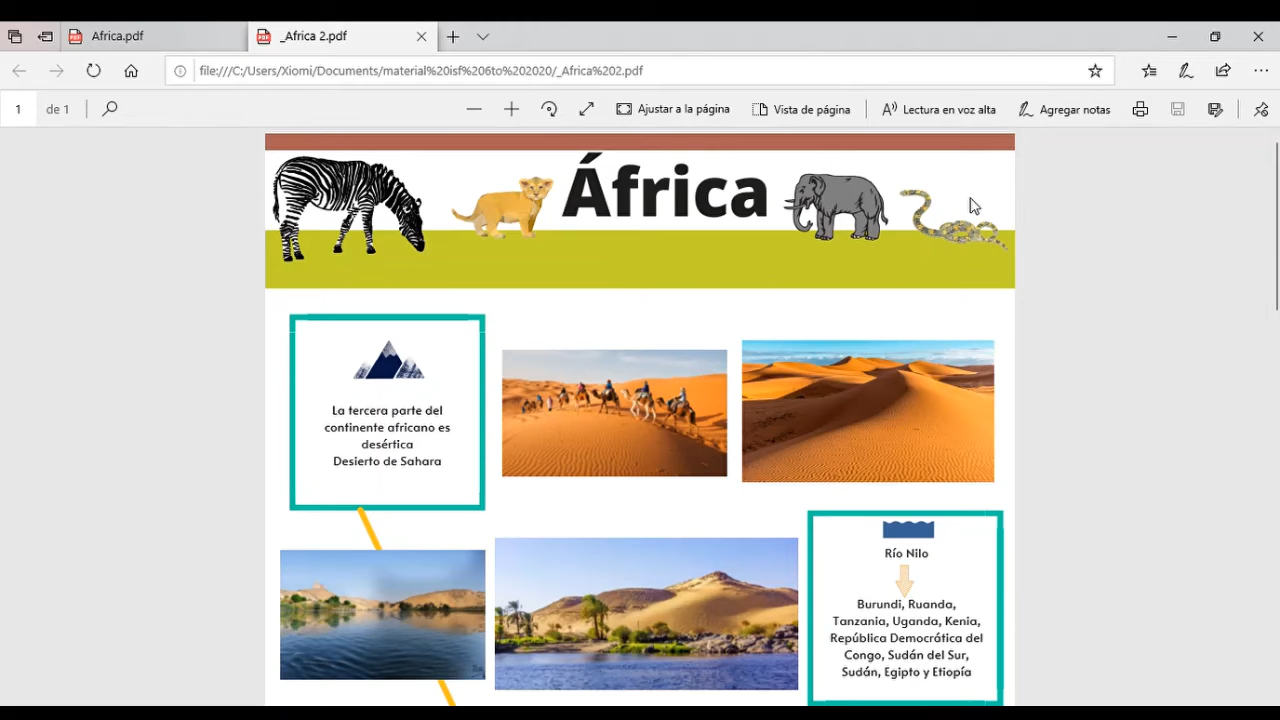 Africa.pdf
_Africa 2.pdf
file:///C:/Users/Xiomi/Documents/material%20isf%206to%202020/_Africa%202.pdf
1 de 1
Ajustar a la página
Vista de página
Lectura en voz alta
Agregar notas
África
La tercera parte del
continente africano es
desértica
Desierto de Sahara
Río Nilo
Burundi, Ruanda,
Tanzania, Uganda, Kenia,
República Democrática del
Congo, Sudán del Sur,
Sudán, Egipto y Etiopía